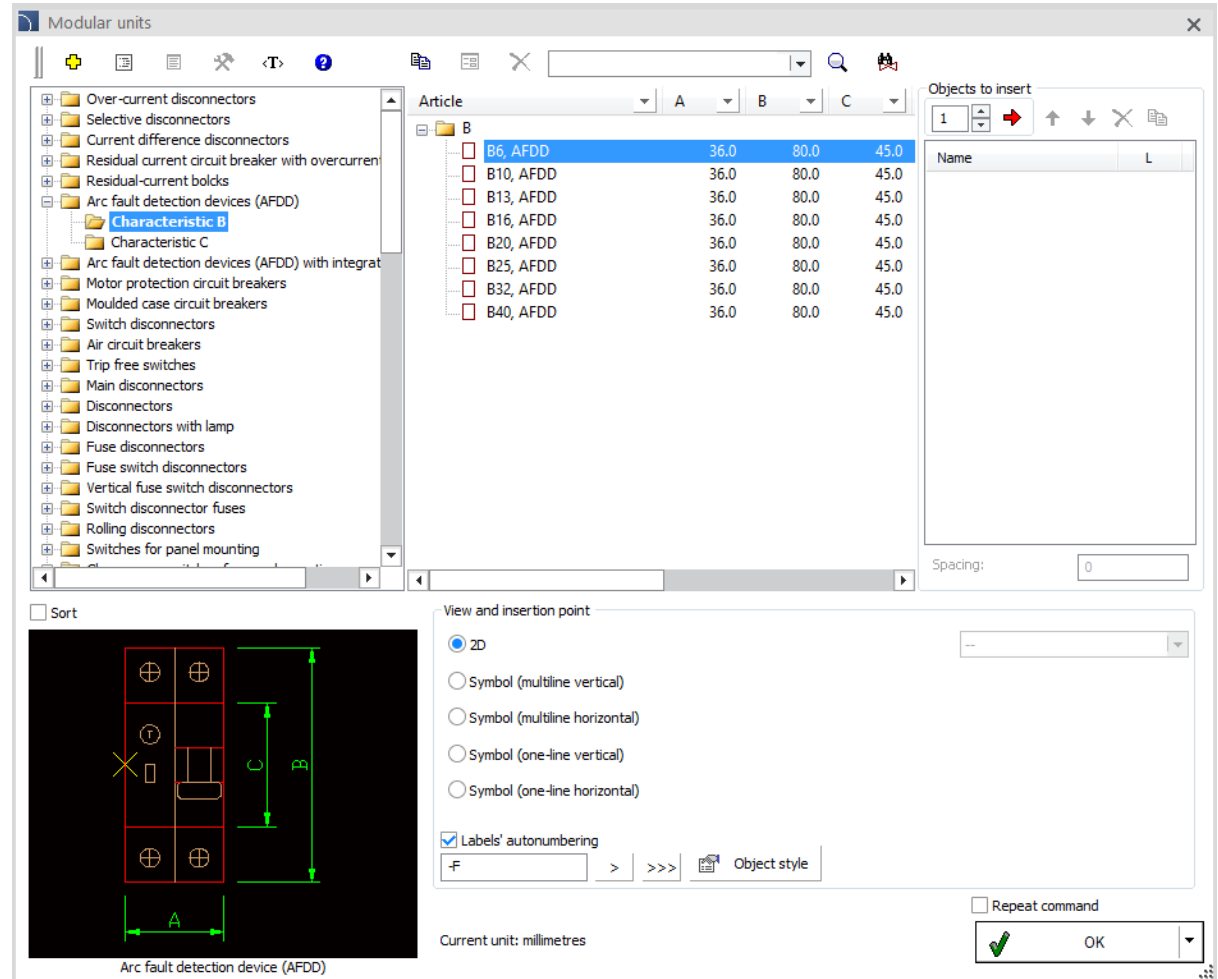 Modular units
<T>
Over-current disconnectors
Selective disconnectors
Current difference disconnectors
Residual current circuit breaker with overcurren
Residual-current bolcks
Arc fault detection devices (AFDD)
Characteristic B
Characteristic C
Arc fault detection devices (AFDD) with integrat
Motor protection circuit breakers
Moulded case circuit breakers
Switch disconnectors
Air circuit breakers
Trip free switches
Main disconnectors
Disconnectors
Disconnectors with lamp
Fuse disconnectors
Fuse switch disconnectors
Vertical fuse switch disconnectors
Switch disconnector fuses
Rolling disconnectors
Switches for panel mounting
Article A B C
B
B6, AFDD 36.0 80.0 45.0
B10, AFDD 36.0 80.0 45.0
B13, AFDD 36.0 80.0 45.0
B16, AFDD 36.0 80.0 45.0
B20, AFDD 36.0 80.0 45.0
B25, AFDD 36.0 80.0 45.0
B32, AFDD 36.0 80.0 45.0
B40, AFDD 36.0 80.0 45.0
Objects to insert
1
Name L
Spacing: 0
Sort
T
C
B
A
Arc fault detection device (AFDD)
View and insertion point
2D
--
Symbol (multiline vertical)
Symbol (multiline horizontal)
Symbol (one-line vertical)
Symbol (one-line horizontal)
Labels' autonumbering
-F > >>> Object style
Current unit: millimetres
Repeat command
OK